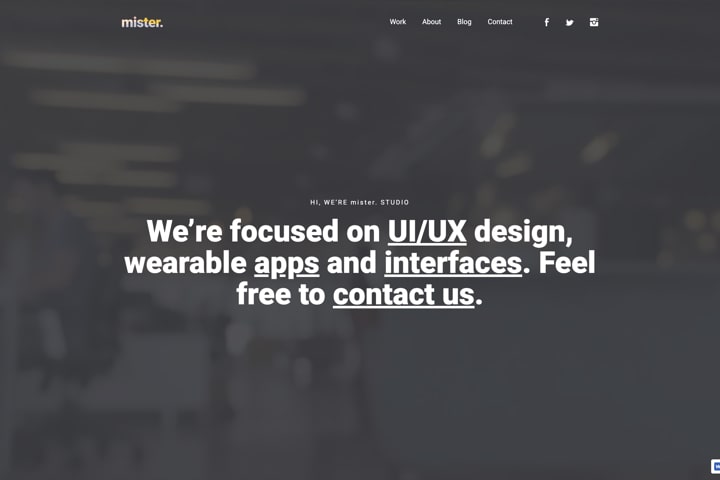 mister.
Work About Blog Contact
HI, WE'RE mister. STUDIO
We're focused on UI/UX design,
wearable apps and interfaces. Feel
free to contact us.